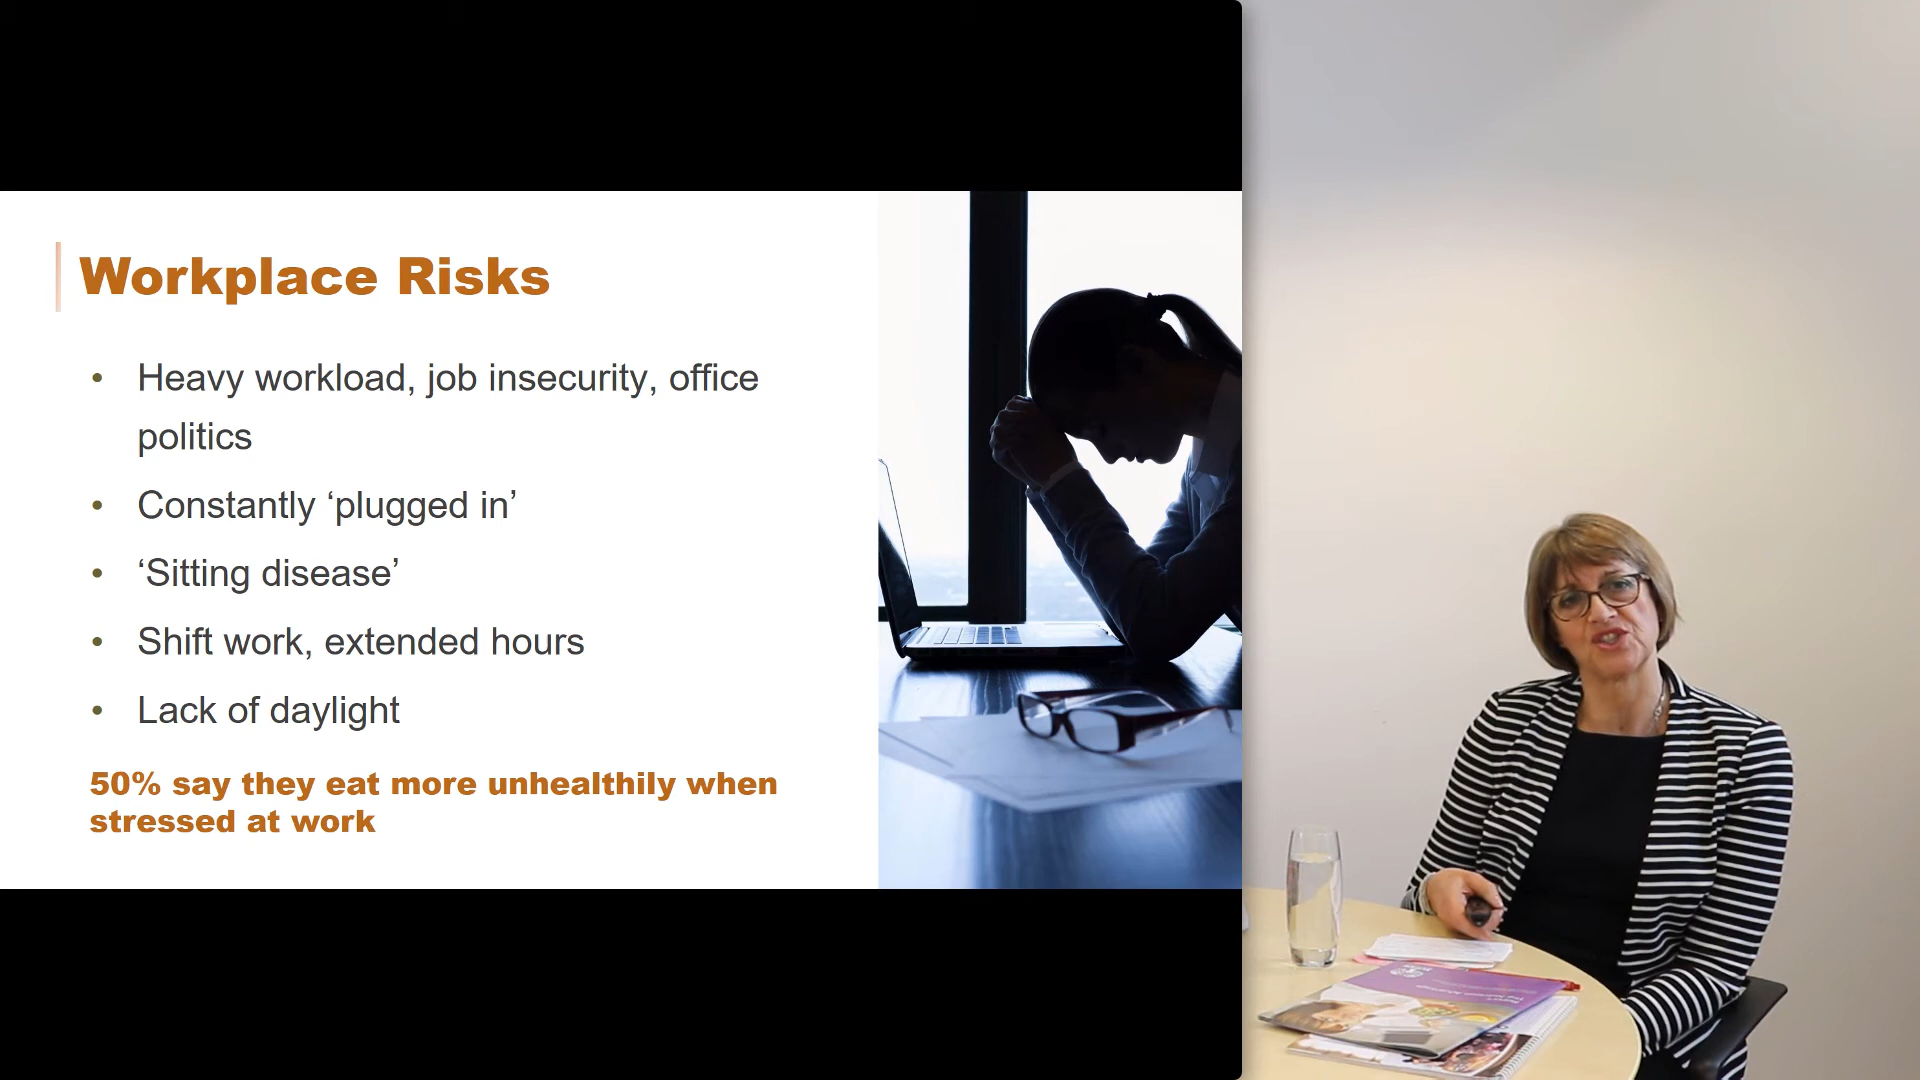 Workplace Risks
• Heavy workload, job insecurity, office
politics
• Constantly ‘plugged in’
• ‘Sitting disease’
• Shift work, extended hours
• Lack of daylight
50% say they eat more unhealthily when
stressed at work